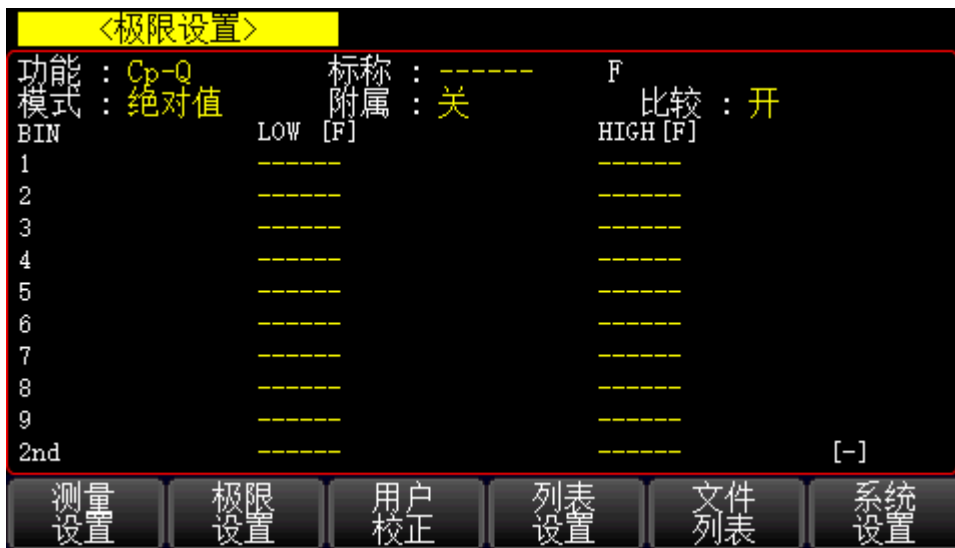 <极限设置>
功能 : Cp-Q 标称 : ------ F
模式 : 绝对值 附属 : 关 比较 : 开
BIN LOW [F] HIGH [F]
1 ------ ------
2 ------ ------
3 ------ ------
4 ------ ------
5 ------ ------
6 ------ ------
7 ------ ------
8 ------ ------
9 ------ ------
2nd ------ ------ [-]
测量 极限 用户 列表 文件 系统
设置 设置 校正 设置 列表 设置